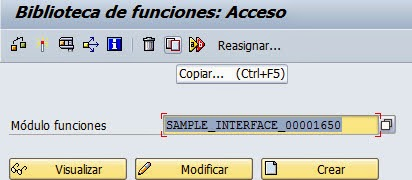 Biblioteca de funciones: Acceso
Reasignar...
Copiar... (Ctrl+F5)
Módulo funciones SAMPLE_INTERFACE_00001650
Visualizar Modificar Crear